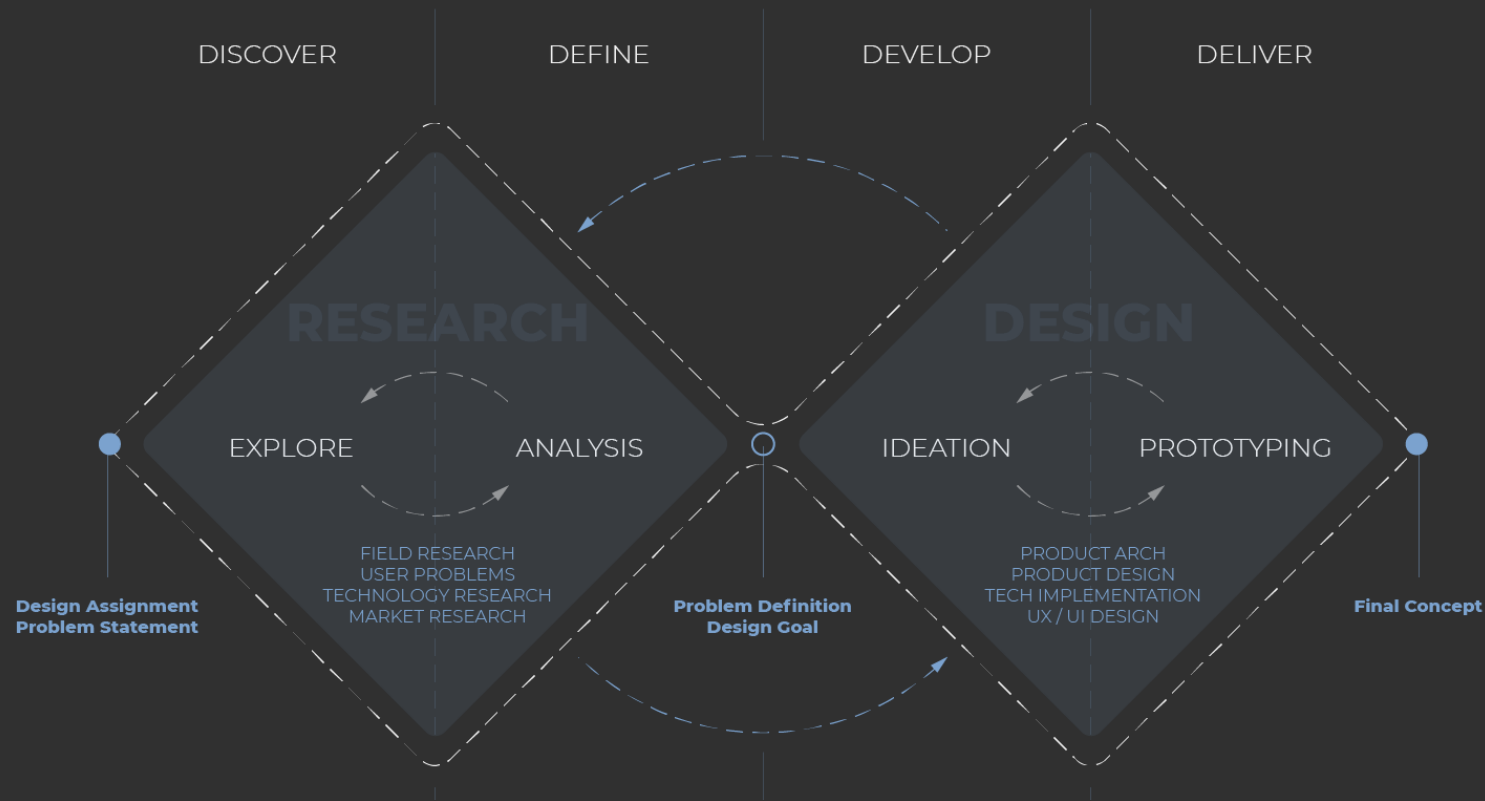 DISCOVER
DEFINE
DEVELOP
DELIVER
RESEARCH
DESIGN
EXPLORE
ANALYSIS
IDEATION
PROTOTYPING
FIELD RESEARCH
USER PROBLEMS
TECHNOLOGY RESEARCH
MARKET RESEARCH
PRODUCT ARCH
PRODUCT DESIGN
TECH IMPLEMENTATION
UX / UI DESIGN
Design Assignment
Problem Statement
Problem Definition
Design Goal
Final Concept